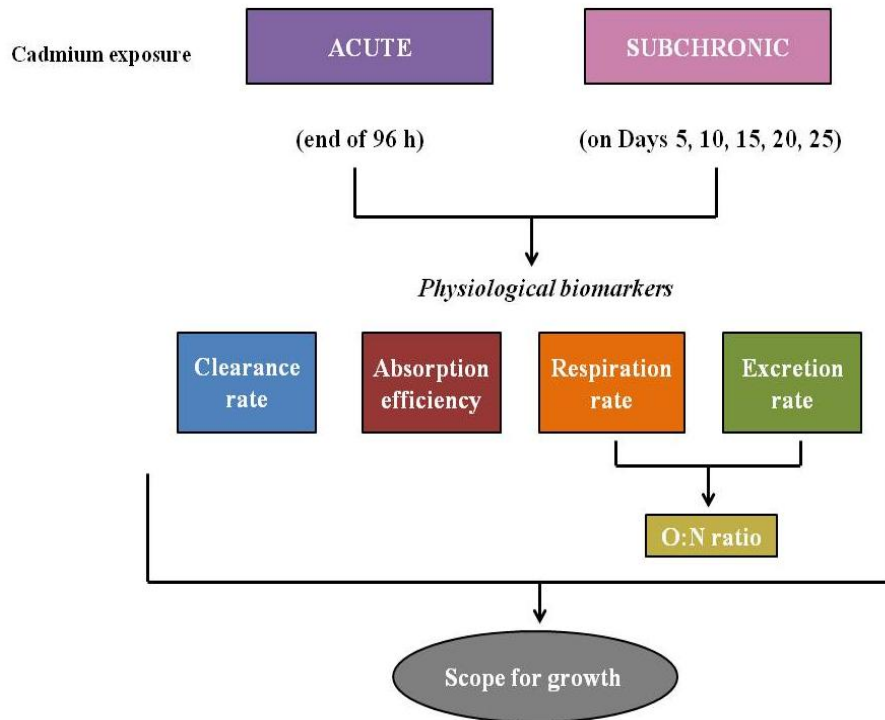 Cadmium exposure
ACUTE
SUBCHRONIC
(end of 96 h)
(on Days 5, 10, 15, 20, 25)
Physiological biomarkers
Clearance
rate
Absorption
efficiency
Respiration
rate
Excretion
rate
O:N ratio
Scope for growth